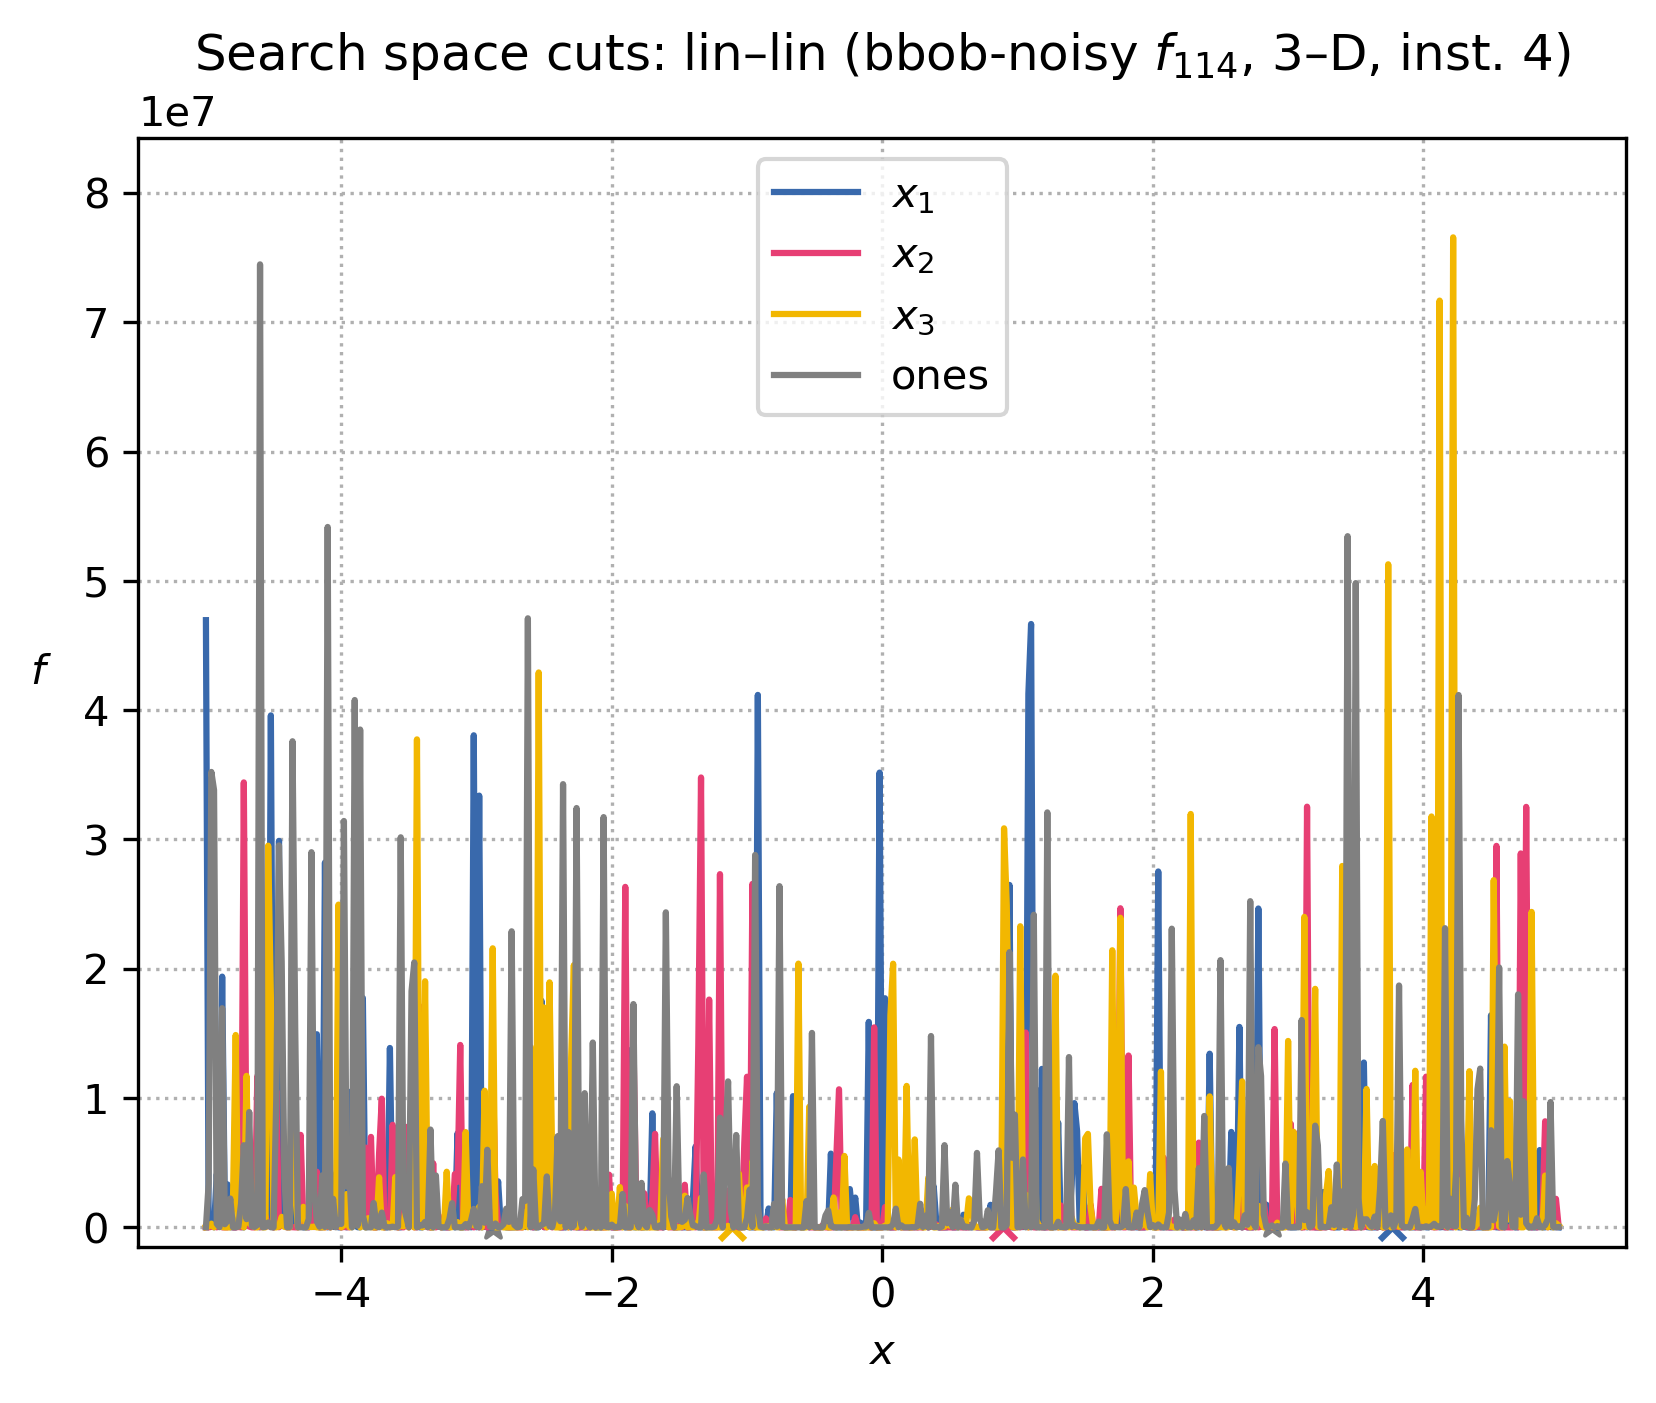 Search space cuts: lin–lin (bbob-noisy f₁₁₄, 3–D, inst. 4)
1e7
8
7
6
5
4
3
2
1
0
f
x₁
x₂
x₃
ones
−4 −2 0 2 4
x